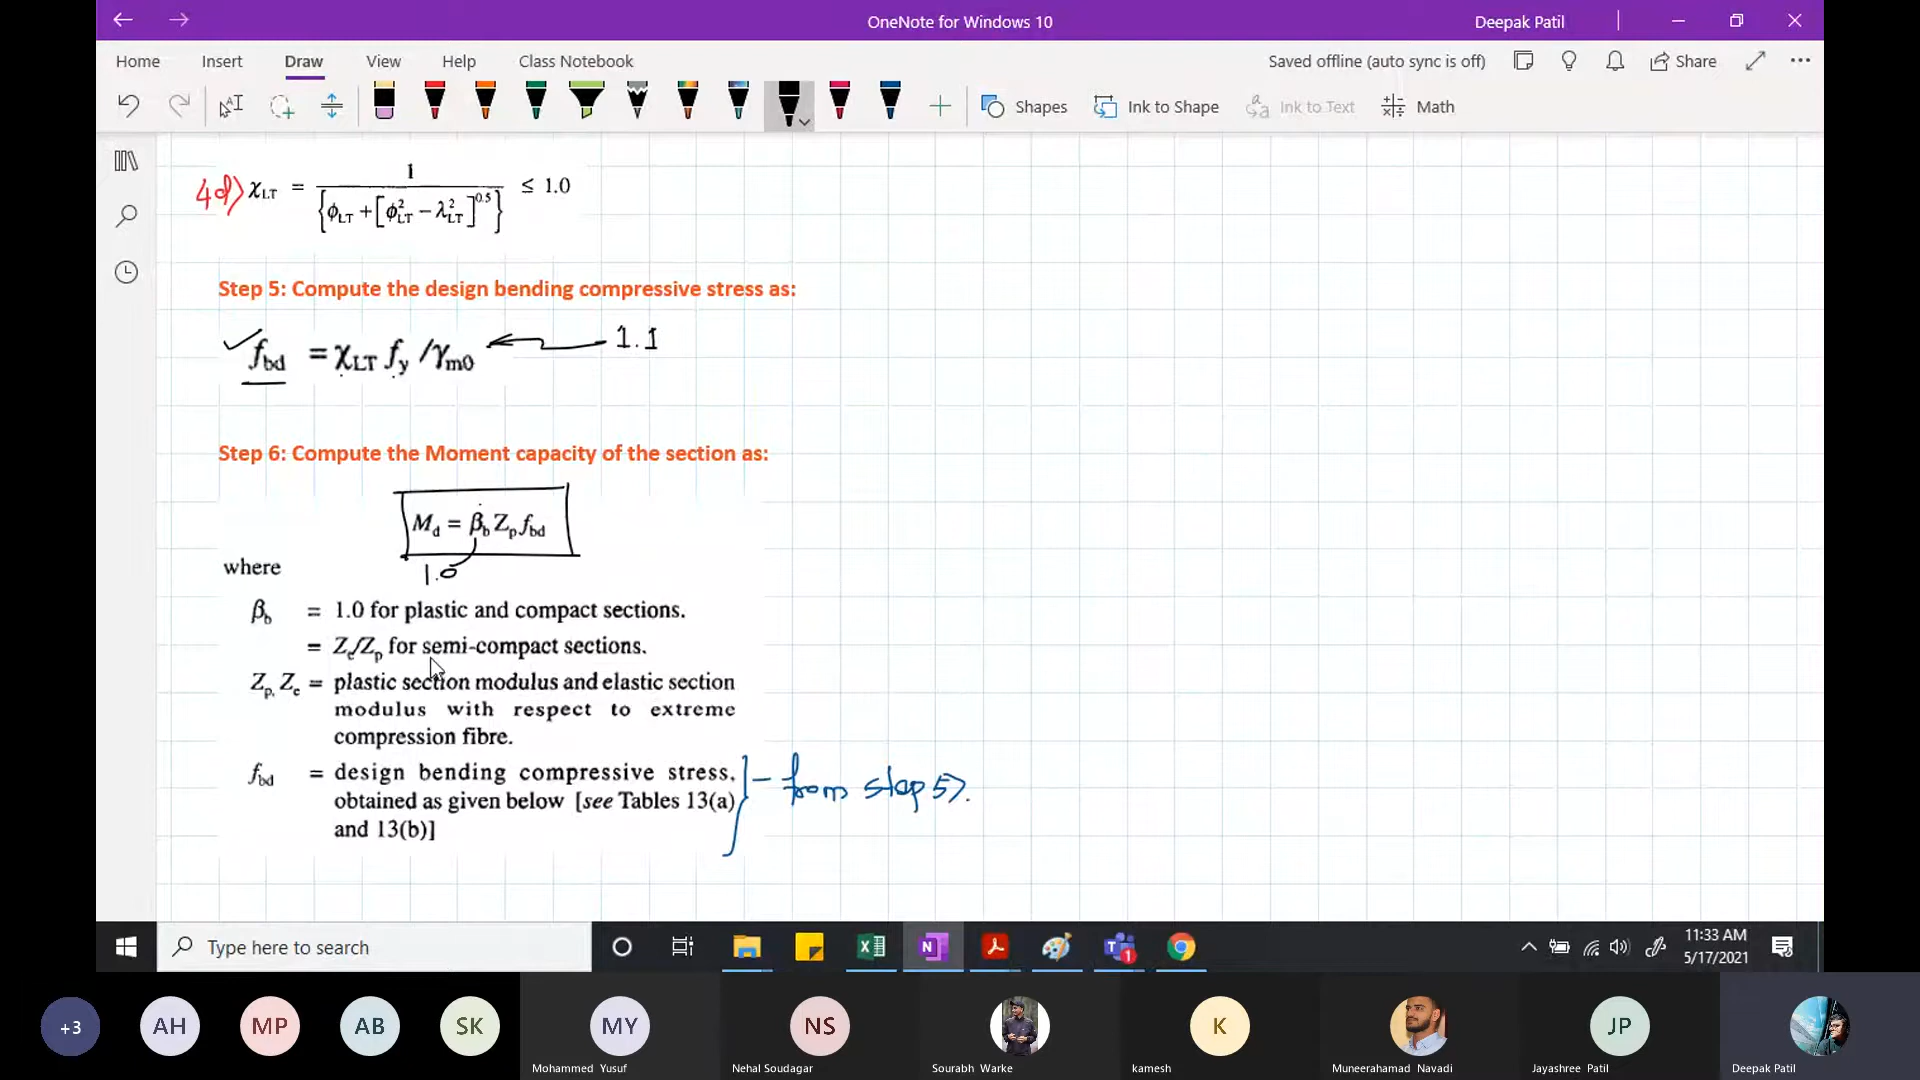 OneNote for Windows 10
Deepak Patil
Home Insert Draw View Help Class Notebook
Saved offline (auto sync is off)
Share
Shapes Ink to Shape Ink to Text Math
4d) χLT = 1 / {ϕLT + [ϕ²LT − λ²LT]^0.5} ≤ 1.0
Step 5: Compute the design bending compressive stress as:
fbd = χLT fy /γm0 1.1
Step 6: Compute the Moment capacity of the section as:
Md = βb Zp fbd
where
1.0
βb = 1.0 for plastic and compact sections.
= Ze/Zp for semi-compact sections.
Zp, Ze = plastic section modulus and elastic section
modulus with respect to extreme
compression fibre.
fbd = design bending compressive stress,
obtained as given below [see Tables 13(a)
and 13(b)]
– from step 5).
Type here to search
11:33 AM
5/17/2021
1
+3 AH MP AB SK MY NS K JP
Mohammed Yusuf
Nehal Soudagar
Sourabh Warke
kamesh
Muneerahamad Navadi
Jayashree Patil
Deepak Patil